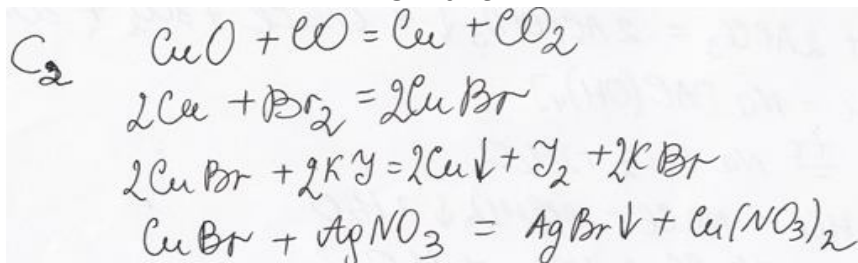 C₂ CuO + CO = Cu + CO₂
2Cu + Br₂ = 2CuBr
2CuBr + 2KJ = 2Cu↓ + J₂ + 2KBr
CuBr + AgNO₃ = AgBr↓ + Cu(NO₃)₂